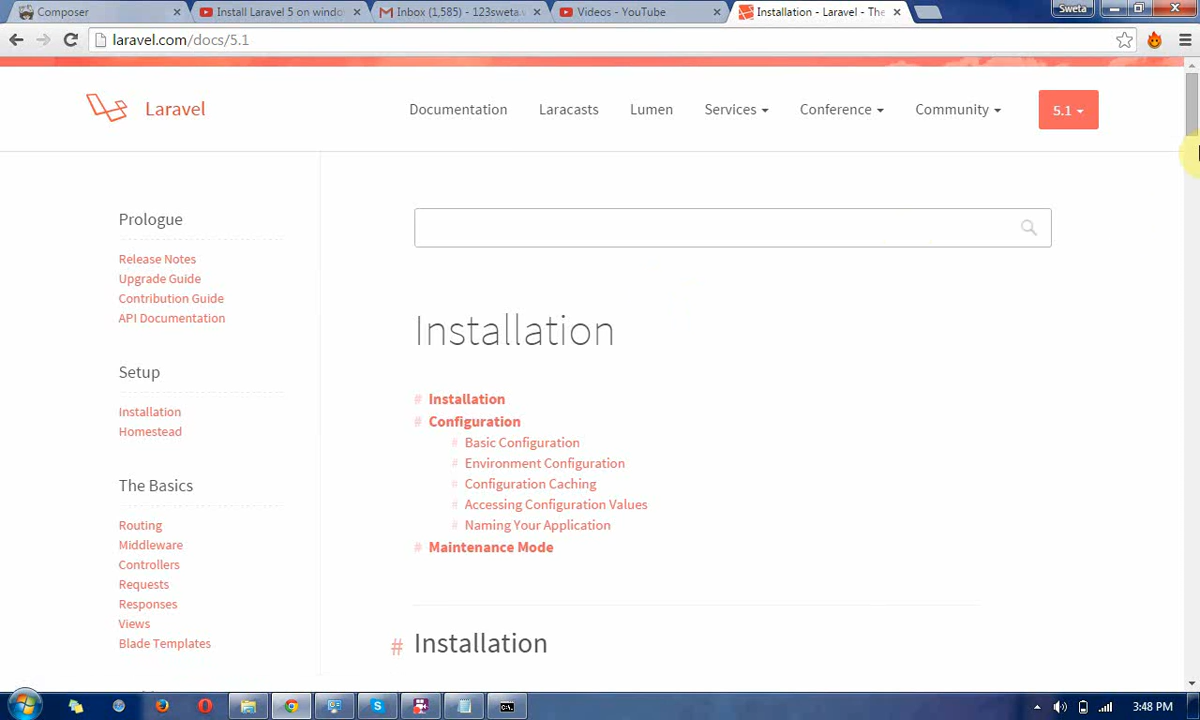 Composer
Install Laravel 5 on windo
Inbox (1,585) - 123sweta.
Videos - YouTube
Installation - Laravel - The
Sweta
laravel.com/docs/5.1
Laravel
Documentation
Laracasts
Lumen
Services
Conference
Community
5.1
Prologue
Release Notes
Upgrade Guide
Contribution Guide
API Documentation
Setup
Installation
Homestead
The Basics
Routing
Middleware
Controllers
Requests
Responses
Views
Blade Templates
Installation
# Installation
# Configuration
# Basic Configuration
# Environment Configuration
# Configuration Caching
# Accessing Configuration Values
# Naming Your Application
# Maintenance Mode
# Installation
3:48 PM